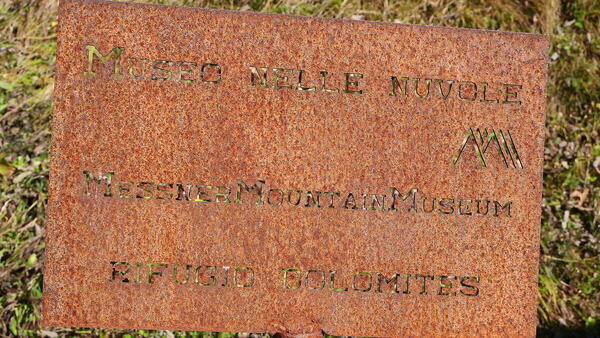 Museo nelle nuvole
MessnerMountainMuseum
RIFUGIO DOLOMITES